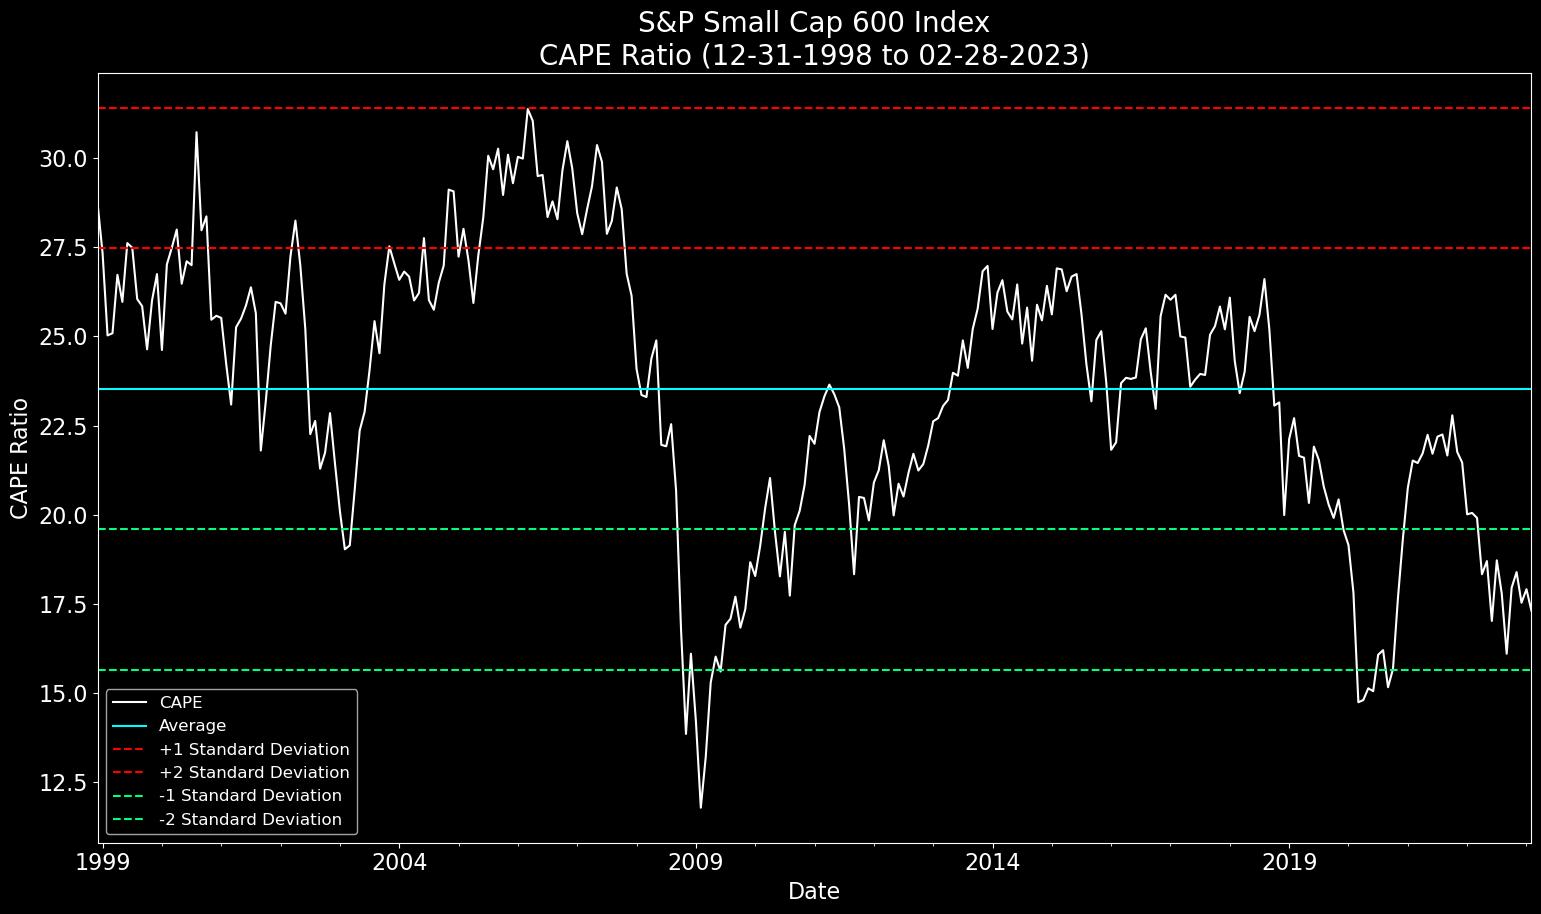 S&P Small Cap 600 Index
CAPE Ratio (12-31-1998 to 02-28-2023)
30.0
27.5
25.0
22.5
20.0
17.5
15.0
12.5
CAPE Ratio
CAPE
Average
+1 Standard Deviation
+2 Standard Deviation
-1 Standard Deviation
-2 Standard Deviation
1999 2004 2009 2014 2019
Date